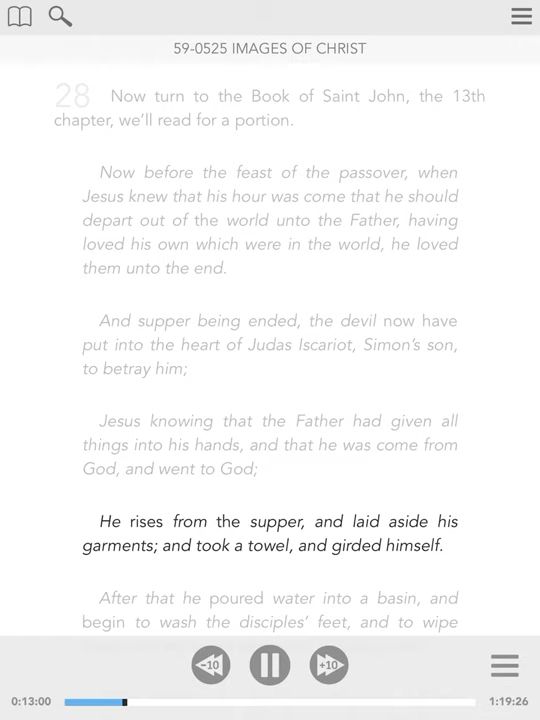 59-0525 IMAGES OF CHRIST
28 Now turn to the Book of Saint John, the 13th
chapter, we'll read for a portion.
Now before the feast of the passover, when
Jesus knew that his hour was come that he should
depart out of the world unto the Father, having
loved his own which were in the world, he loved
them unto the end.
And supper being ended, the devil now have
put into the heart of Judas Iscariot, Simon's son,
to betray him;
Jesus knowing that the Father had given all
things into his hands, and that he was come from
God, and went to God;
He rises from the supper, and laid aside his
garments; and took a towel, and girded himself.
After that he poured water into a basin, and
begin to wash the disciples' feet, and to wipe
-10 +10
0:13:00 1:19:26